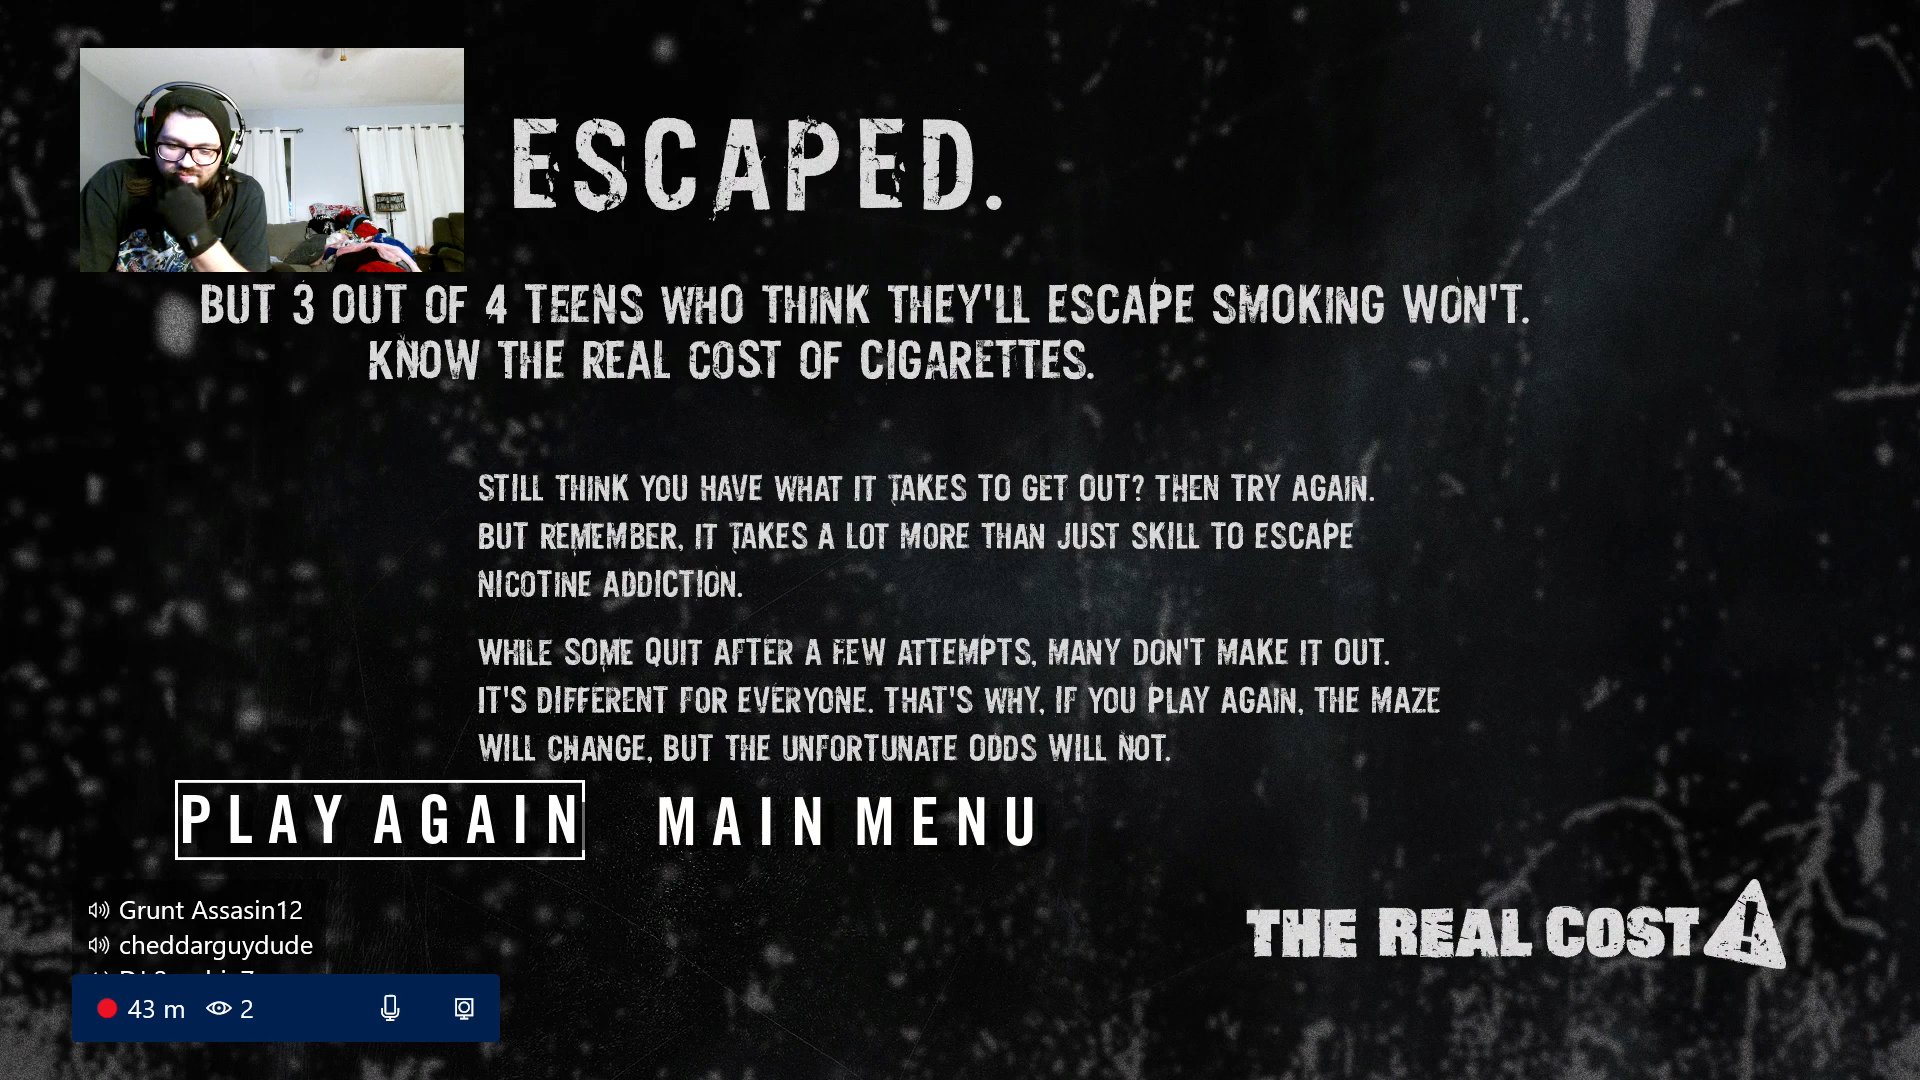 ESCAPED.
BUT 3 OUT OF 4 TEENS WHO THINK THEY'LL ESCAPE SMOKING WON'T.
KNOW THE REAL COST OF CIGARETTES.
STILL THINK YOU HAVE WHAT IT TAKES TO GET OUT? THEN TRY AGAIN.
BUT REMEMBER, IT TAKES A LOT MORE THAN JUST SKILL TO ESCAPE
NICOTINE ADDICTION.
WHILE SOME QUIT AFTER A FEW ATTEMPTS, MANY DON'T MAKE IT OUT.
IT'S DIFFERENT FOR EVERYONE. THAT'S WHY, IF YOU PLAY AGAIN, THE MAZE
WILL CHANGE, BUT THE UNFORTUNATE ODDS WILL NOT.
PLAY AGAIN MAIN MENU
Grunt Assasin12
cheddarguydude
THE REAL COST
43 m 2